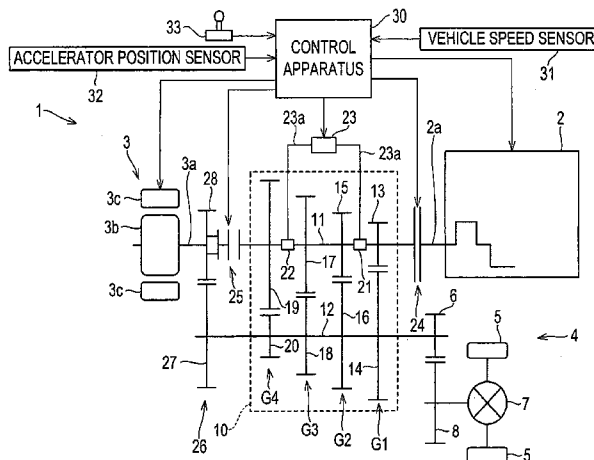 30
33
CONTROL
APPARATUS
VEHICLE SPEED SENSOR
ACCELERATOR POSITION SENSOR
31
32
1
23a
23
23a
2a
2
3
3a
28
3c
15
13
11
3b
22
17
21
25
24
6
3c
19
12
16
5
4
27
20
18
14
7
G4
G3
G2
G1
8
5
26
10